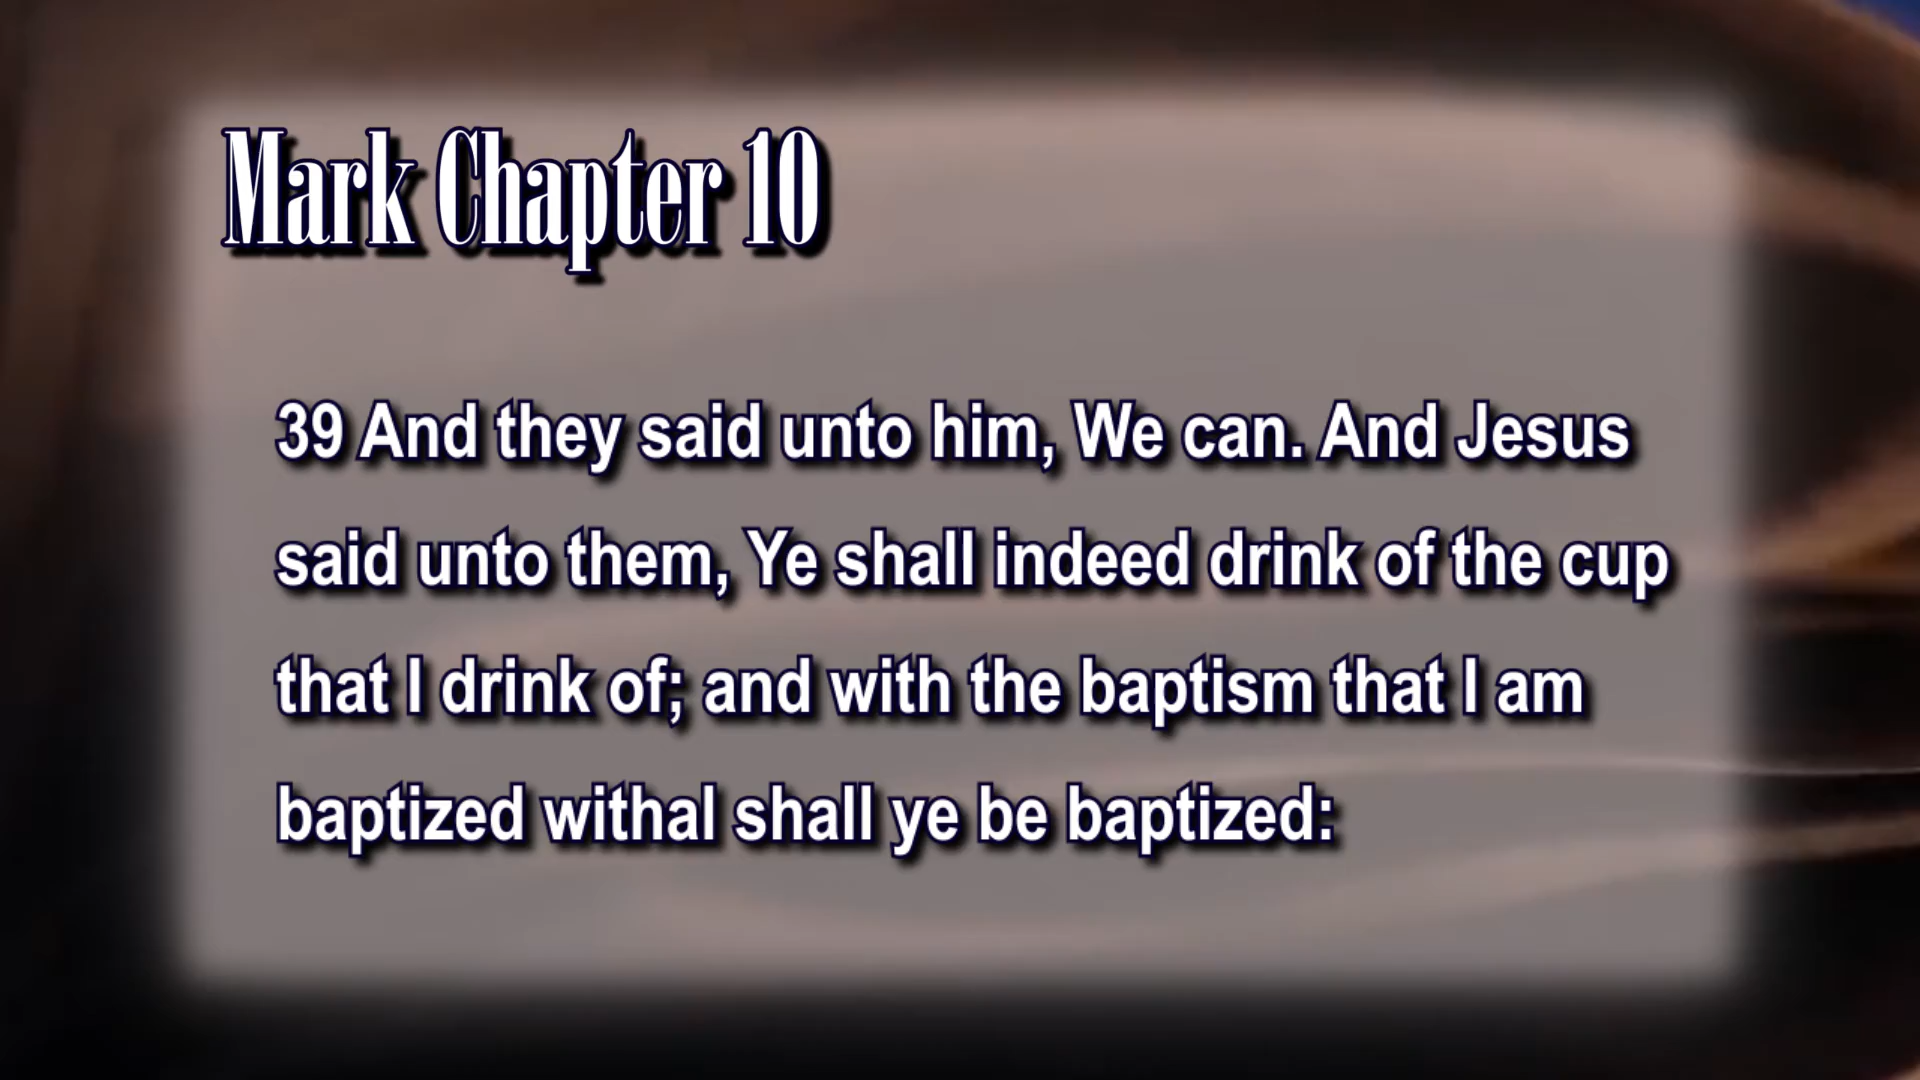 Mark Chapter 10
39 And they said unto him, We can. And Jesus
said unto them, Ye shall indeed drink of the cup
that I drink of; and with the baptism that I am
baptized withal shall ye be baptized: